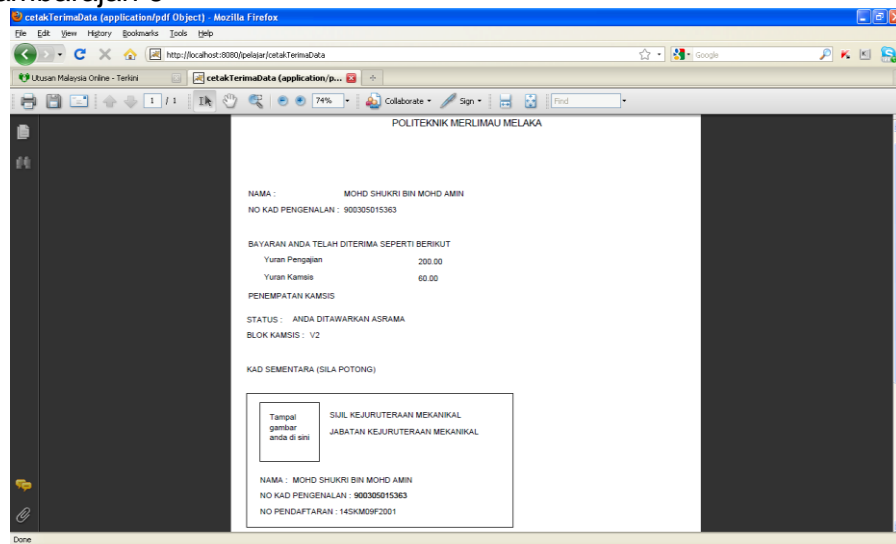 cetakTerimaData (application/pdf Object) - Mozilla Firefox
File Edit View History Bookmarks Tools Help
http://localhost:8080/ipelajar/cetakTerimaData
Google
Utusan Malaysia Online - Terkini
cetakTerimaData (application/p...
1 / 1 74% Collaborate Sign Find
POLITEKNIK MERLIMAU MELAKA
NAMA : MOHD SHUKRI BIN MOHD AMIN
NO KAD PENGENALAN : 900305015363
BAYARAN ANDA TELAH DITERIMA SEPERTI BERIKUT
Yuran Pengajian 200.00
Yuran Kamsis 60.00
PENEMPATAN KAMSIS
STATUS : ANDA DITAWARKAN ASRAMA
BLOK KAMSIS : V2
KAD SEMENTARA (SILA POTONG)
Tampal
gambar
anda di sini
SIJIL KEJURUTERAAN MEKANIKAL
JABATAN KEJURUTERAAN MEKANIKAL
NAMA : MOHD SHUKRI BIN MOHD AMIN
NO KAD PENGENALAN : 900305015363
NO PENDAFTARAN : 14SKM09F2001
Done